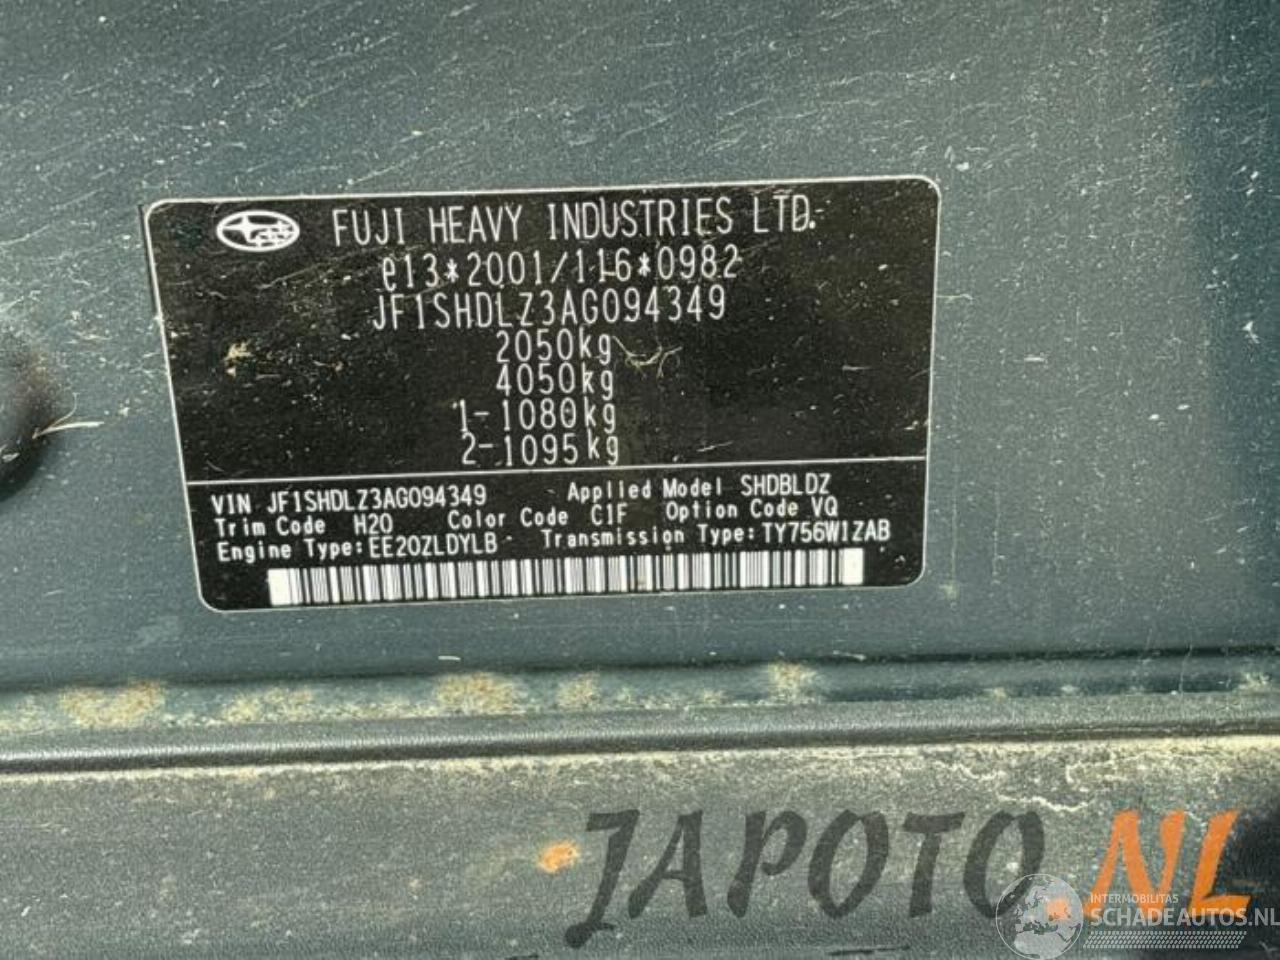 FUJI HEAVY INDUSTRIES LTD.
e13*2001/116*0982
JF1SHDLZ3AG094349
2050kg
4050kg
1-1080kg
2-1095kg
VIN JF1SHDLZ3AG094349 Applied Model SHDBLDZ
Trim Code H20 Color Code C1F Option Code VQ
Engine Type:EE20ZLDYLB Transmission Type:TY756W1ZAB
JAPOTO.NL
INTERMOBILITAS
SCHADEAUTOS.NL